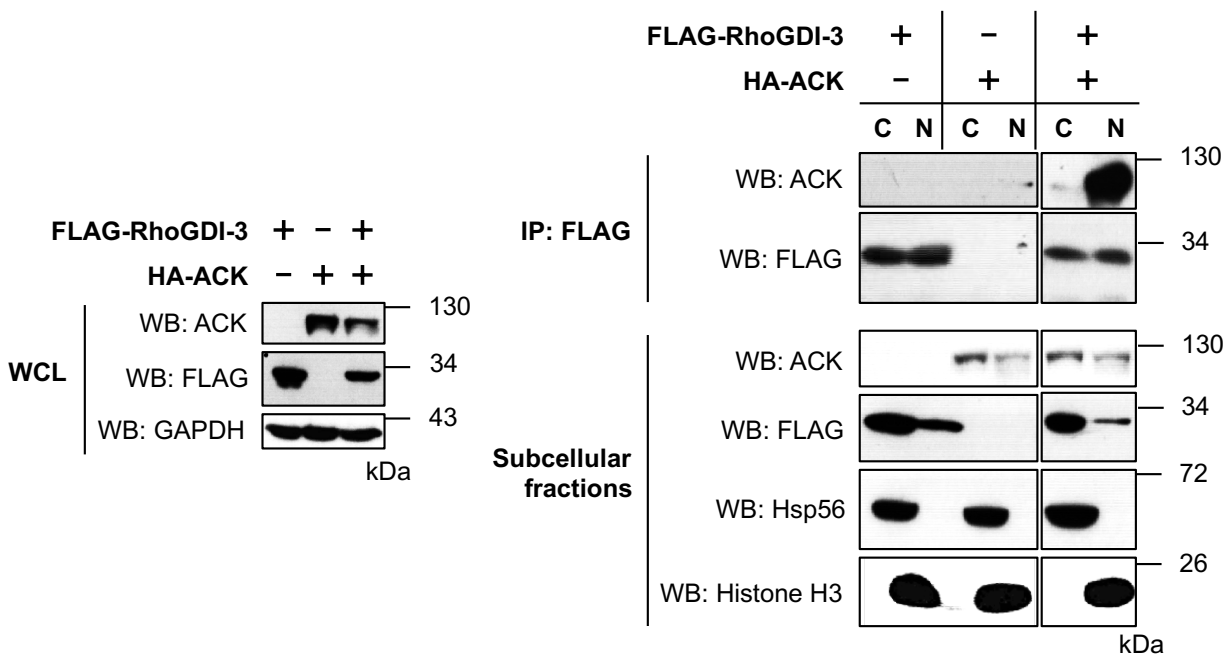 FLAG-RhoGDI-3 + − +
HA-ACK − + +
WCL
WB: ACK 130
WB: FLAG 34
WB: GAPDH 43
kDa
FLAG-RhoGDI-3 + − +
HA-ACK − + +
C N C N C N
IP: FLAG
WB: ACK 130
WB: FLAG 34
Subcellular
fractions
WB: ACK 130
WB: FLAG 34
WB: Hsp56 72
WB: Histone H3 26
kDa